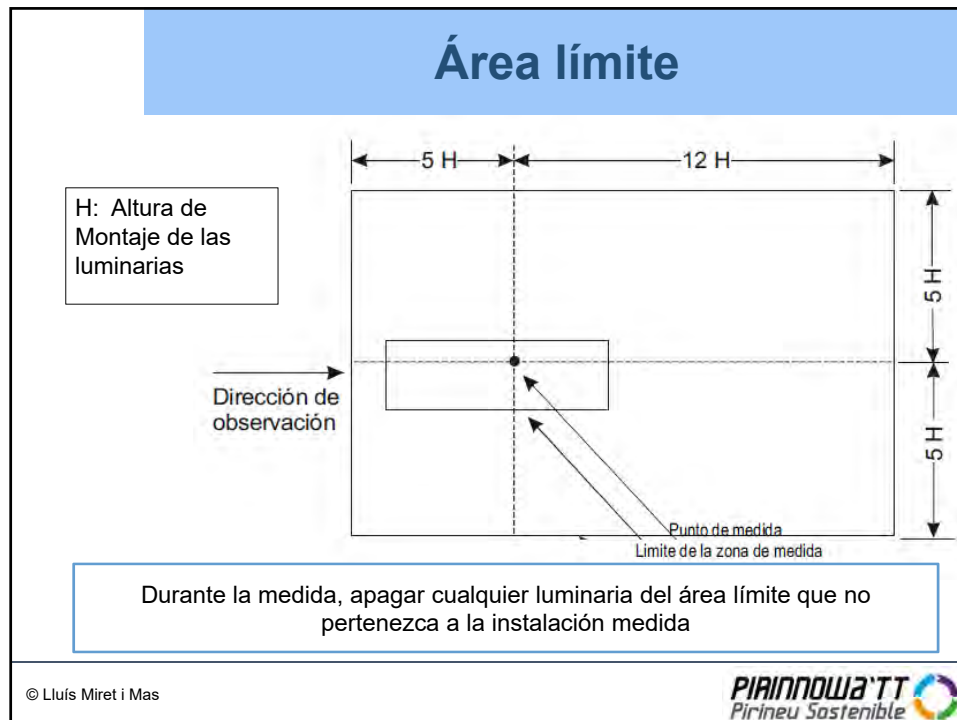 Área límite
5 H
12 H
H: Altura de
Montaje de las
luminarias
5 H
Dirección de
observación
5 H
Punto de medida
Limite de la zona de medida
Durante la medida, apagar cualquier luminaria del área límite que no
pertenezca a la instalación medida
© Lluís Miret i Mas
PIRINNOWA'TT
Pirineu Sostenible